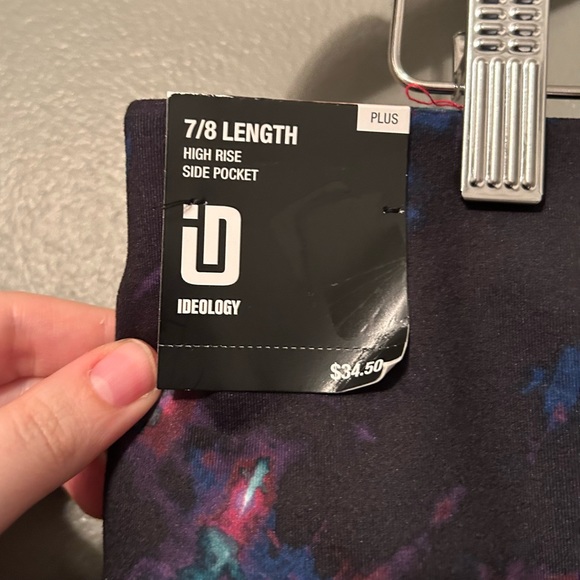 7/8 LENGTH
PLUS
HIGH RISE
SIDE POCKET
ID
IDEOLOGY
$34.50